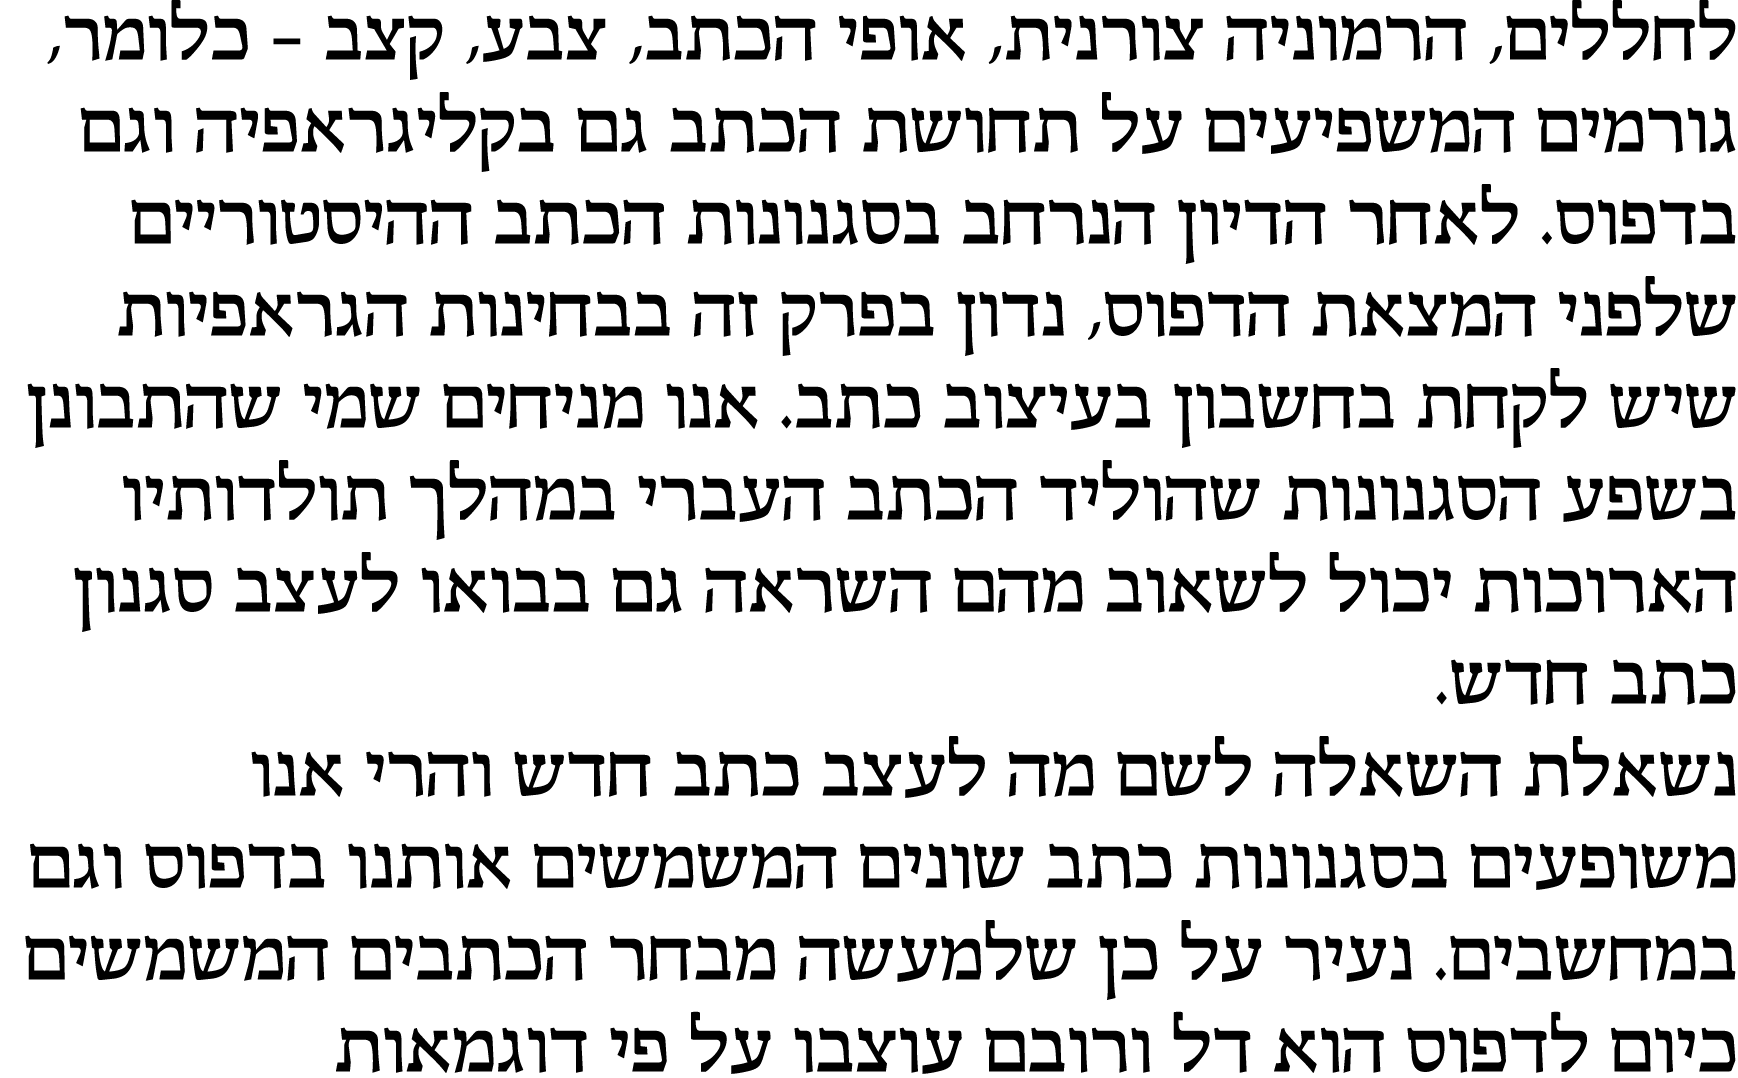 לחללים, הרמוניה צורנית, אופי הכתב, צבע, קצב – כלומר,
גורמים המשפיעים על תחושת הכתב גם בקליגראפיה וגם
בדפוס. לאחר הדיון הנרחב בסגנונות הכתב ההיסטוריים
שלפני המצאת הדפוס, נדון בפרק זה בבחינות הגראפיות
שיש לקחת בחשבון בעיצוב כתב. אנו מניחים שמי שהתבונן
בשפע הסגנונות שהוליד הכתב העברי במהלך תולדותיו
הארוכות יכול לשאוב מהם השראה גם בבואו לעצב סגנון
כתב חדש.
נשאלת השאלה לשם מה לעצב כתב חדש והרי אנו
משופעים בסגנונות כתב שונים המשמשים אותנו בדפוס וגם
במחשבים. נעיר על כן שלמעשה מבחר הכתבים המשמשים
כיום לדפוס הוא דל ורובם עוצבו על פי דוגמאות